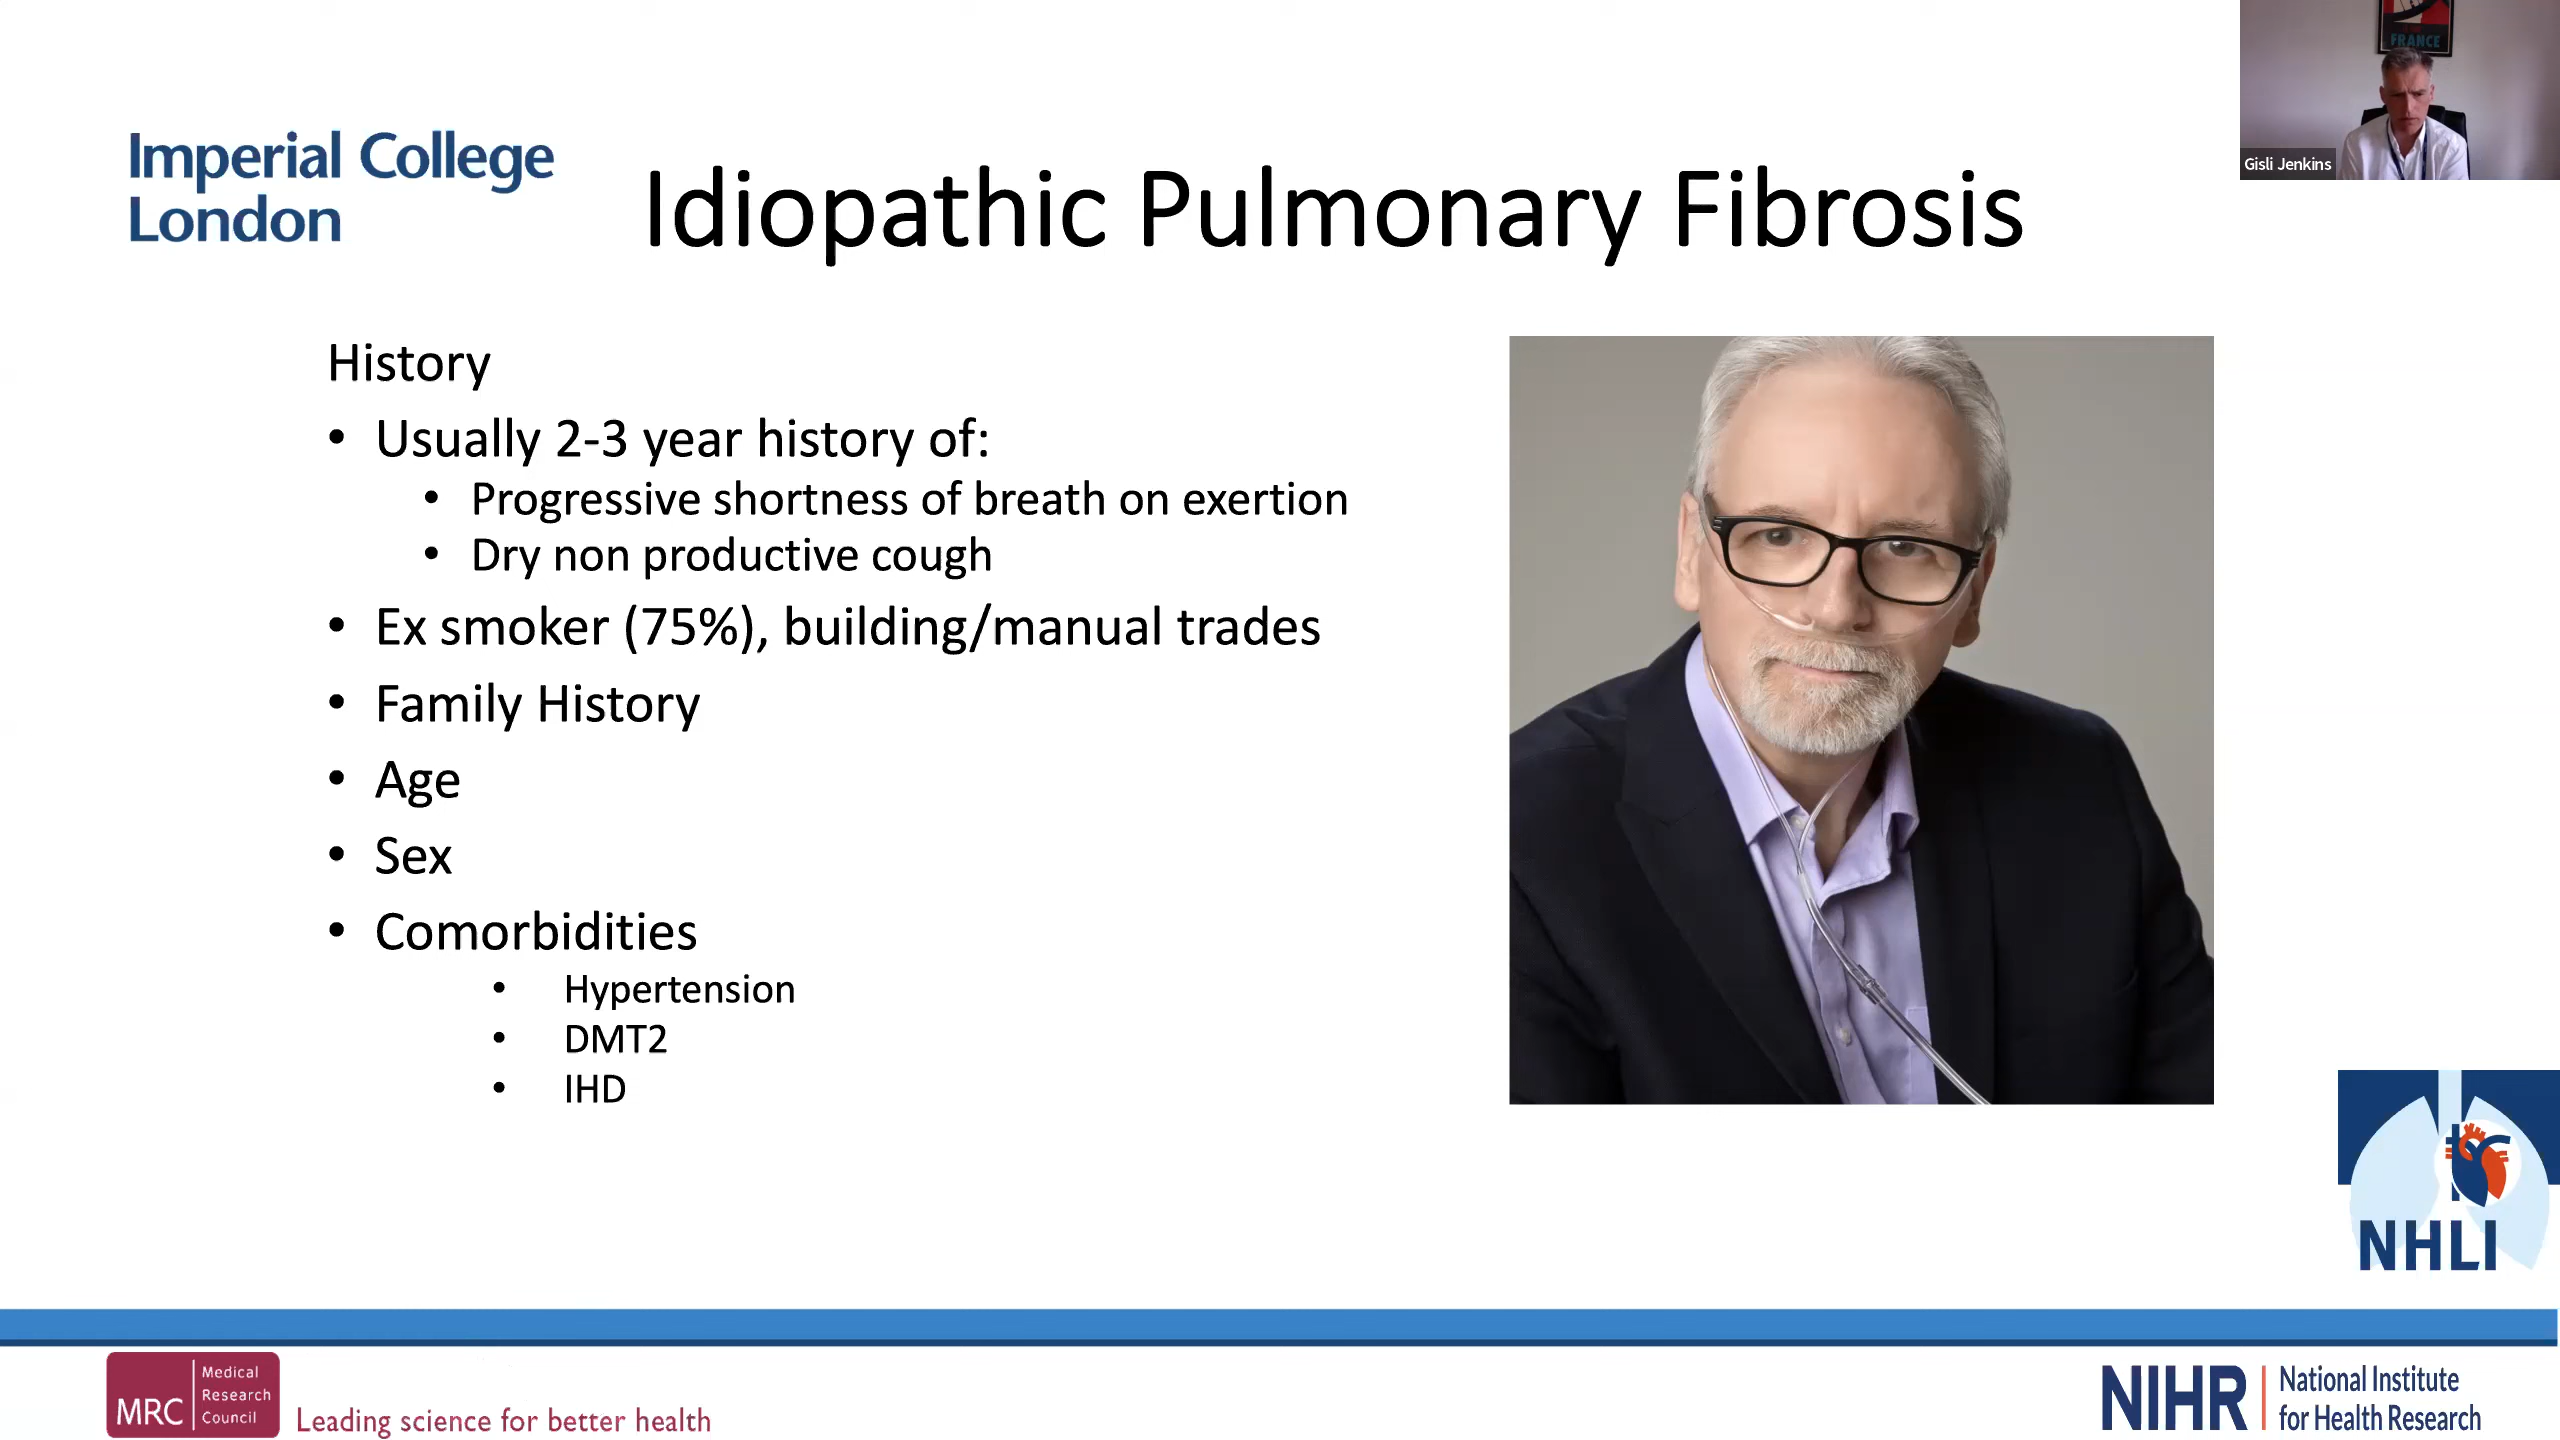 FRANCE
Gisli Jenkins
Imperial College
London
Idiopathic Pulmonary Fibrosis
History
• Usually 2-3 year history of:
• Progressive shortness of breath on exertion
• Dry non productive cough
• Ex smoker (75%), building/manual trades
• Family History
• Age
• Sex
• Comorbidities
• Hypertension
• DMT2
• IHD
NHLI
MRC
Medical
Research
Council
Leading science for better health
NIHR
National Institute
for Health Research